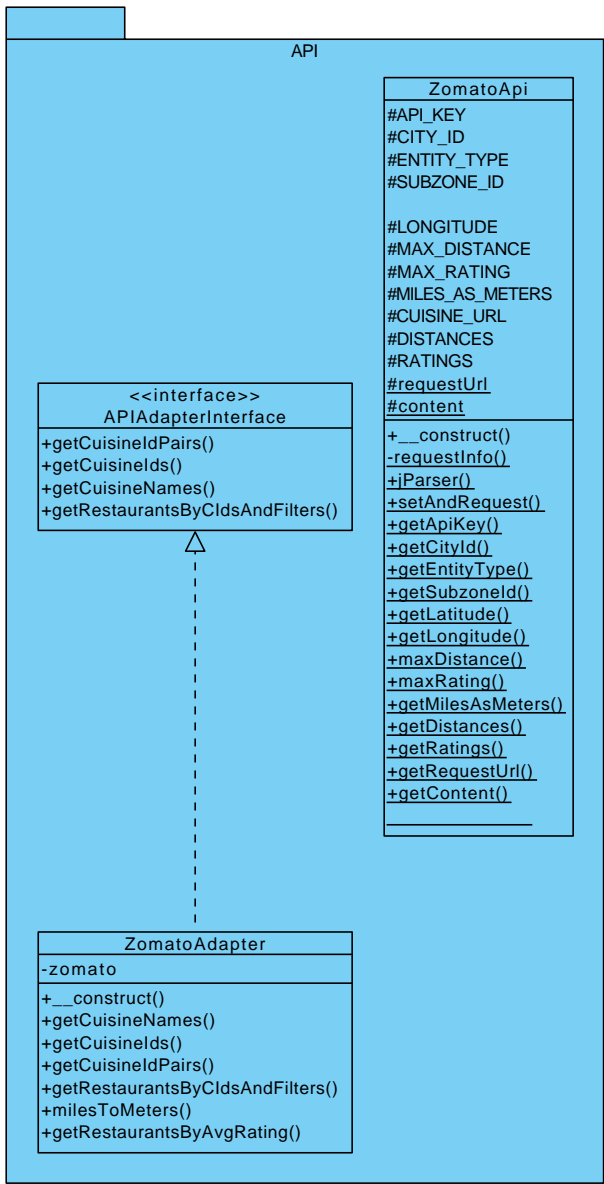 API
ZomatoApi
#API_KEY
#CITY_ID
#ENTITY_TYPE
#SUBZONE_ID
#LONGITUDE
#MAX_DISTANCE
#MAX_RATING
#MILES_AS_METERS
#CUISINE_URL
#DISTANCES
#RATINGS
#requestUrl
#content
+__construct()
-requestInfo()
+jParser()
+setAndRequest()
+getApiKey()
+getCityId()
+getEntityType()
+getSubzoneId()
+getLatitude()
+getLongitude()
+maxDistance()
+maxRating()
+getMilesAsMeters()
+getDistances()
+getRatings()
+getRequestUrl()
+getContent()
<<interface>>
APIAdapterInterface
+getCuisineIdPairs()
+getCuisineIds()
+getCuisineNames()
+getRestaurantsByCIdsAndFilters()
ZomatoAdapter
-zomato
+__construct()
+getCuisineNames()
+getCuisineIds()
+getCuisineIdPairs()
+getRestaurantsByCIdsAndFilters()
+milesToMeters()
+getRestaurantsByAvgRating()